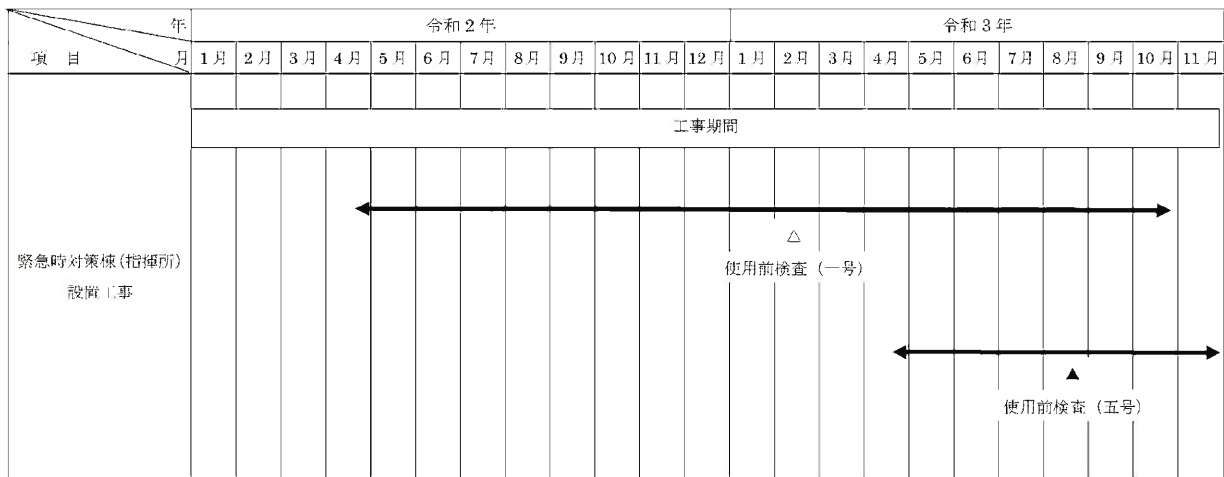 年
令和2年
令和3年
項 目
月
1月 2月 3月 4月 5月 6月 7月 8月 9月 10月 11月 12月 1月 2月 3月 4月 5月 6月 7月 8月 9月 10月 11月
工事期間
△
使用前検査（一号）
緊急時対策棟(指揮所)
設置工事
▲
使用前検査（五号）